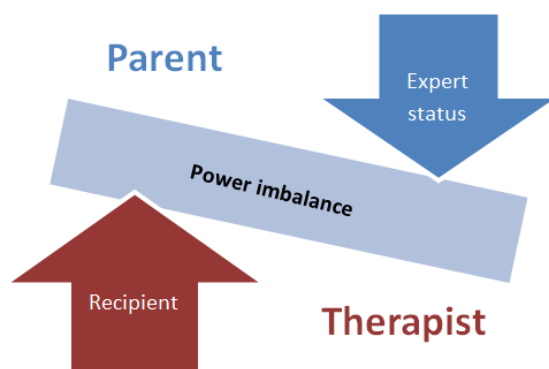 Parent
Expert
status
Power imbalance
Recipient
Therapist